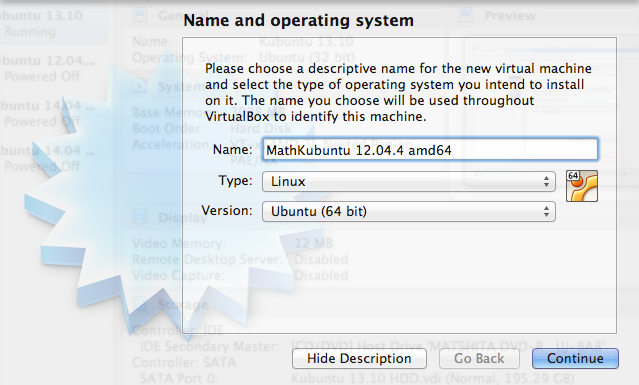 Name and operating system
General
Preview
ubuntu 13.10
Running
Name: Kubuntu 13.10
Operating System: Ubuntu (32 bit)
untu 12.04....
Powered Off
Please choose a descriptive name for the new virtual machine
and select the type of operating system you intend to install
on it. The name you choose will be used throughout
VirtualBox to identify this machine.
System
Base Memory:
Boot Order: Hard Disk
Acceleration:
PAE/NX
Powered Off
untu 14.04....
Powered Off
Name: MathKubuntu 12.04.4 amd64
Type: Linux
64
Version: Ubuntu (64 bit)
Display
Video Memory: 12 MB
Remote Desktop Server: Disabled
Video Capture: Disabled
Storage
Controller: IDE
IDE Secondary Master: [CD/DVD] Host Drive 'MATSHITA DVD-R
Controller: SATA
SATA Port 0: Kubuntu 13.10 HDD.vdi (Normal, 195.29 GB)
Hide Description
Go Back
Continue